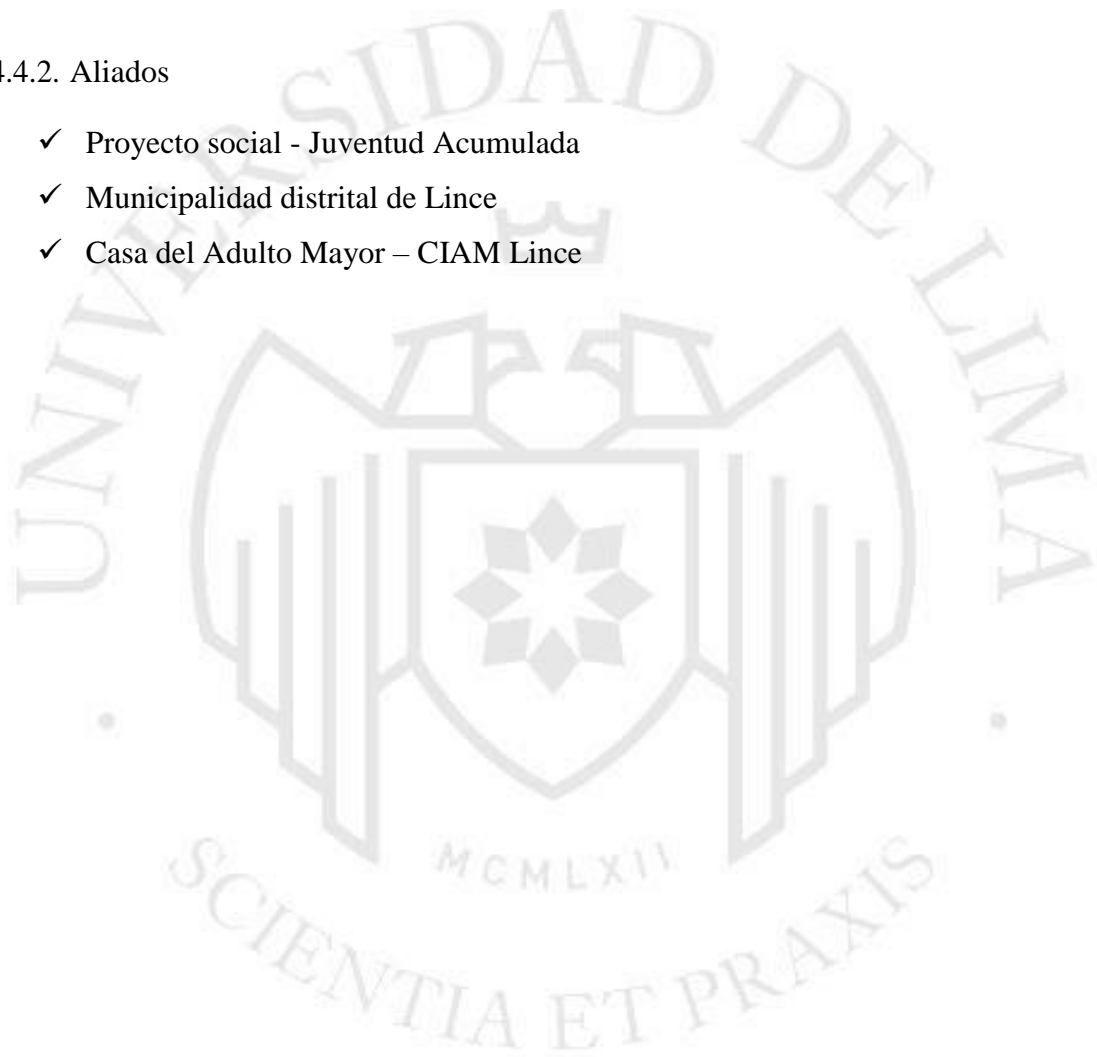 4.4.2. Aliados
✓ Proyecto social - Juventud Acumulada
✓ Municipalidad distrital de Lince
✓ Casa del Adulto Mayor – CIAM Lince
UNIVERSIDAD DE LIMA
MCMLXII
SCIENTIA ET PRAXIS